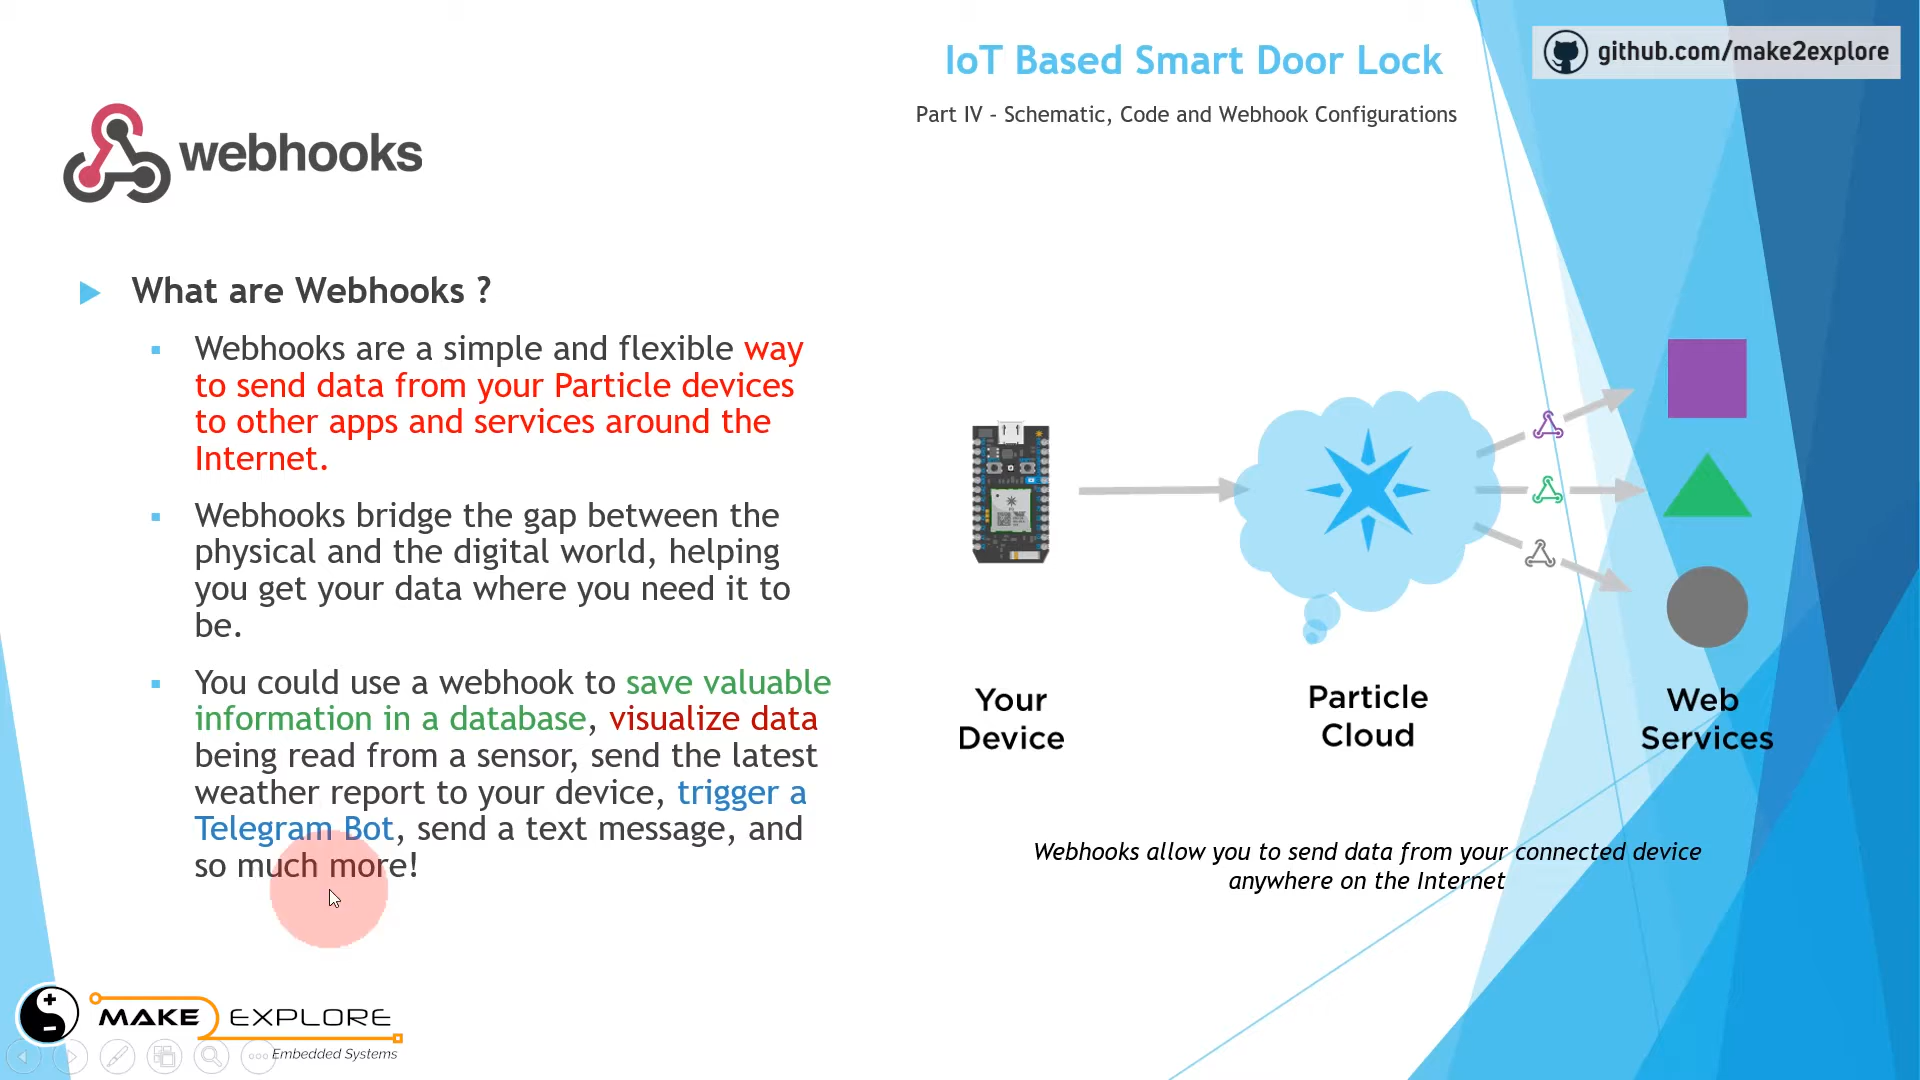 IoT Based Smart Door Lock
github.com/make2explore
Part IV - Schematic, Code and Webhook Configurations
webhooks
What are Webhooks ?
Webhooks are a simple and flexible way
to send data from your Particle devices
to other apps and services around the
Internet.
Webhooks bridge the gap between the
physical and the digital world, helping
you get your data where you need it to
be.
You could use a webhook to save valuable
information in a database, visualize data
being read from a sensor, send the latest
weather report to your device, trigger a
Telegram Bot, send a text message, and
so much more!
Your
Device
Particle
Cloud
Web
Services
Webhooks allow you to send data from your connected device
anywhere on the Internet
MAKE EXPLORE
Embedded Systems